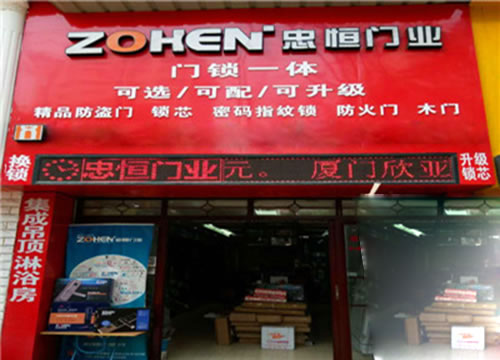 ZOHEN 忠恒门业
门锁一体
可选/可配/可升级
精品防盗门 锁芯 密码指纹锁 防火门 木门
换锁
忠恒门业元。 厦门欣亚
升级锁芯
集成吊顶淋浴房
ZOHEN